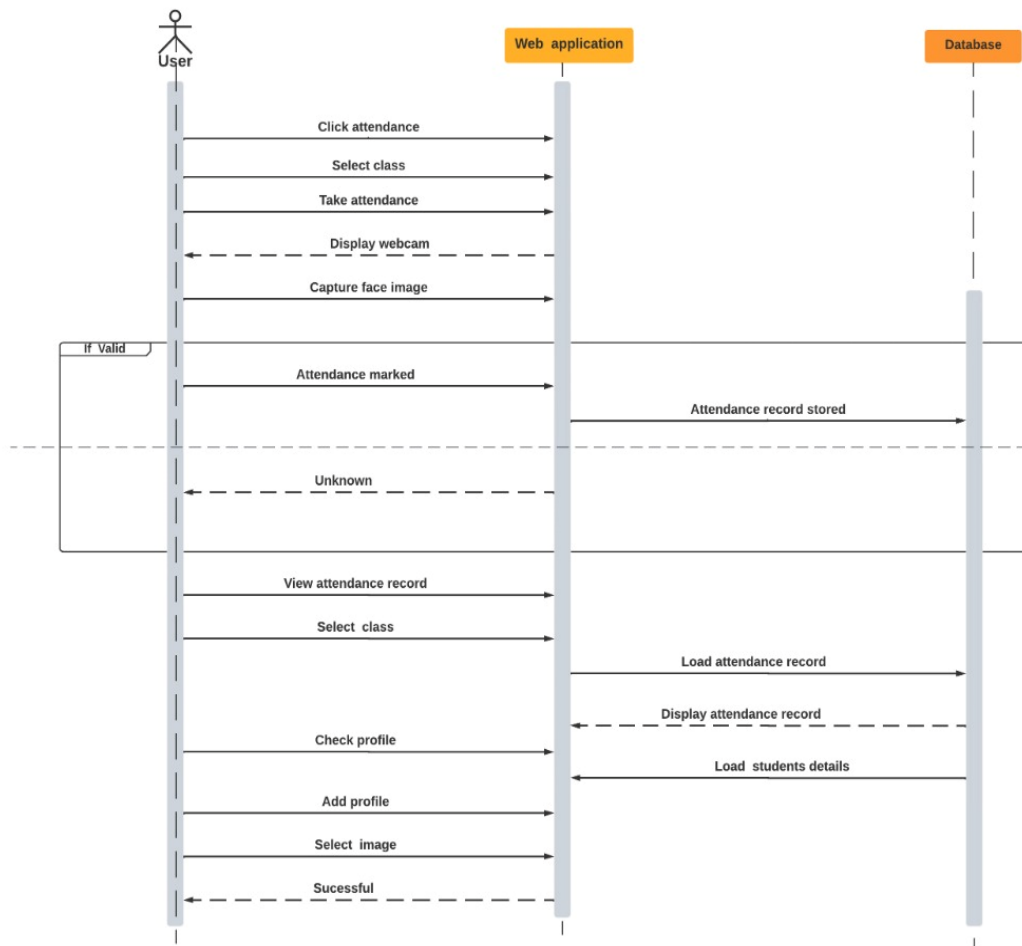 User
Web application
Database
Click attendance
Select class
Take attendance
Display webcam
Capture face image
If Valid
Attendance marked
Attendance record stored
Unknown
View attendance record
Select class
Load attendance record
Display attendance record
Check profile
Load students details
Add profile
Select image
Sucessful